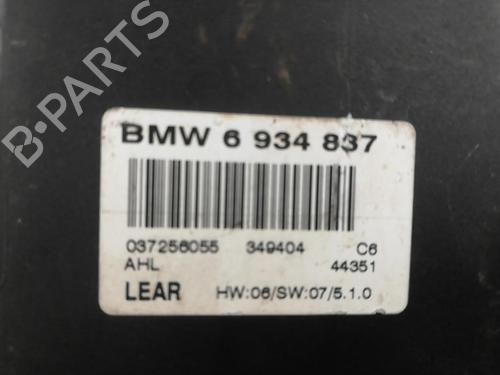 B-PARTS
BMW 6 934 837
037256055 349404 C6
AHL 44351
LEAR HW:06/SW:07/5.1.0